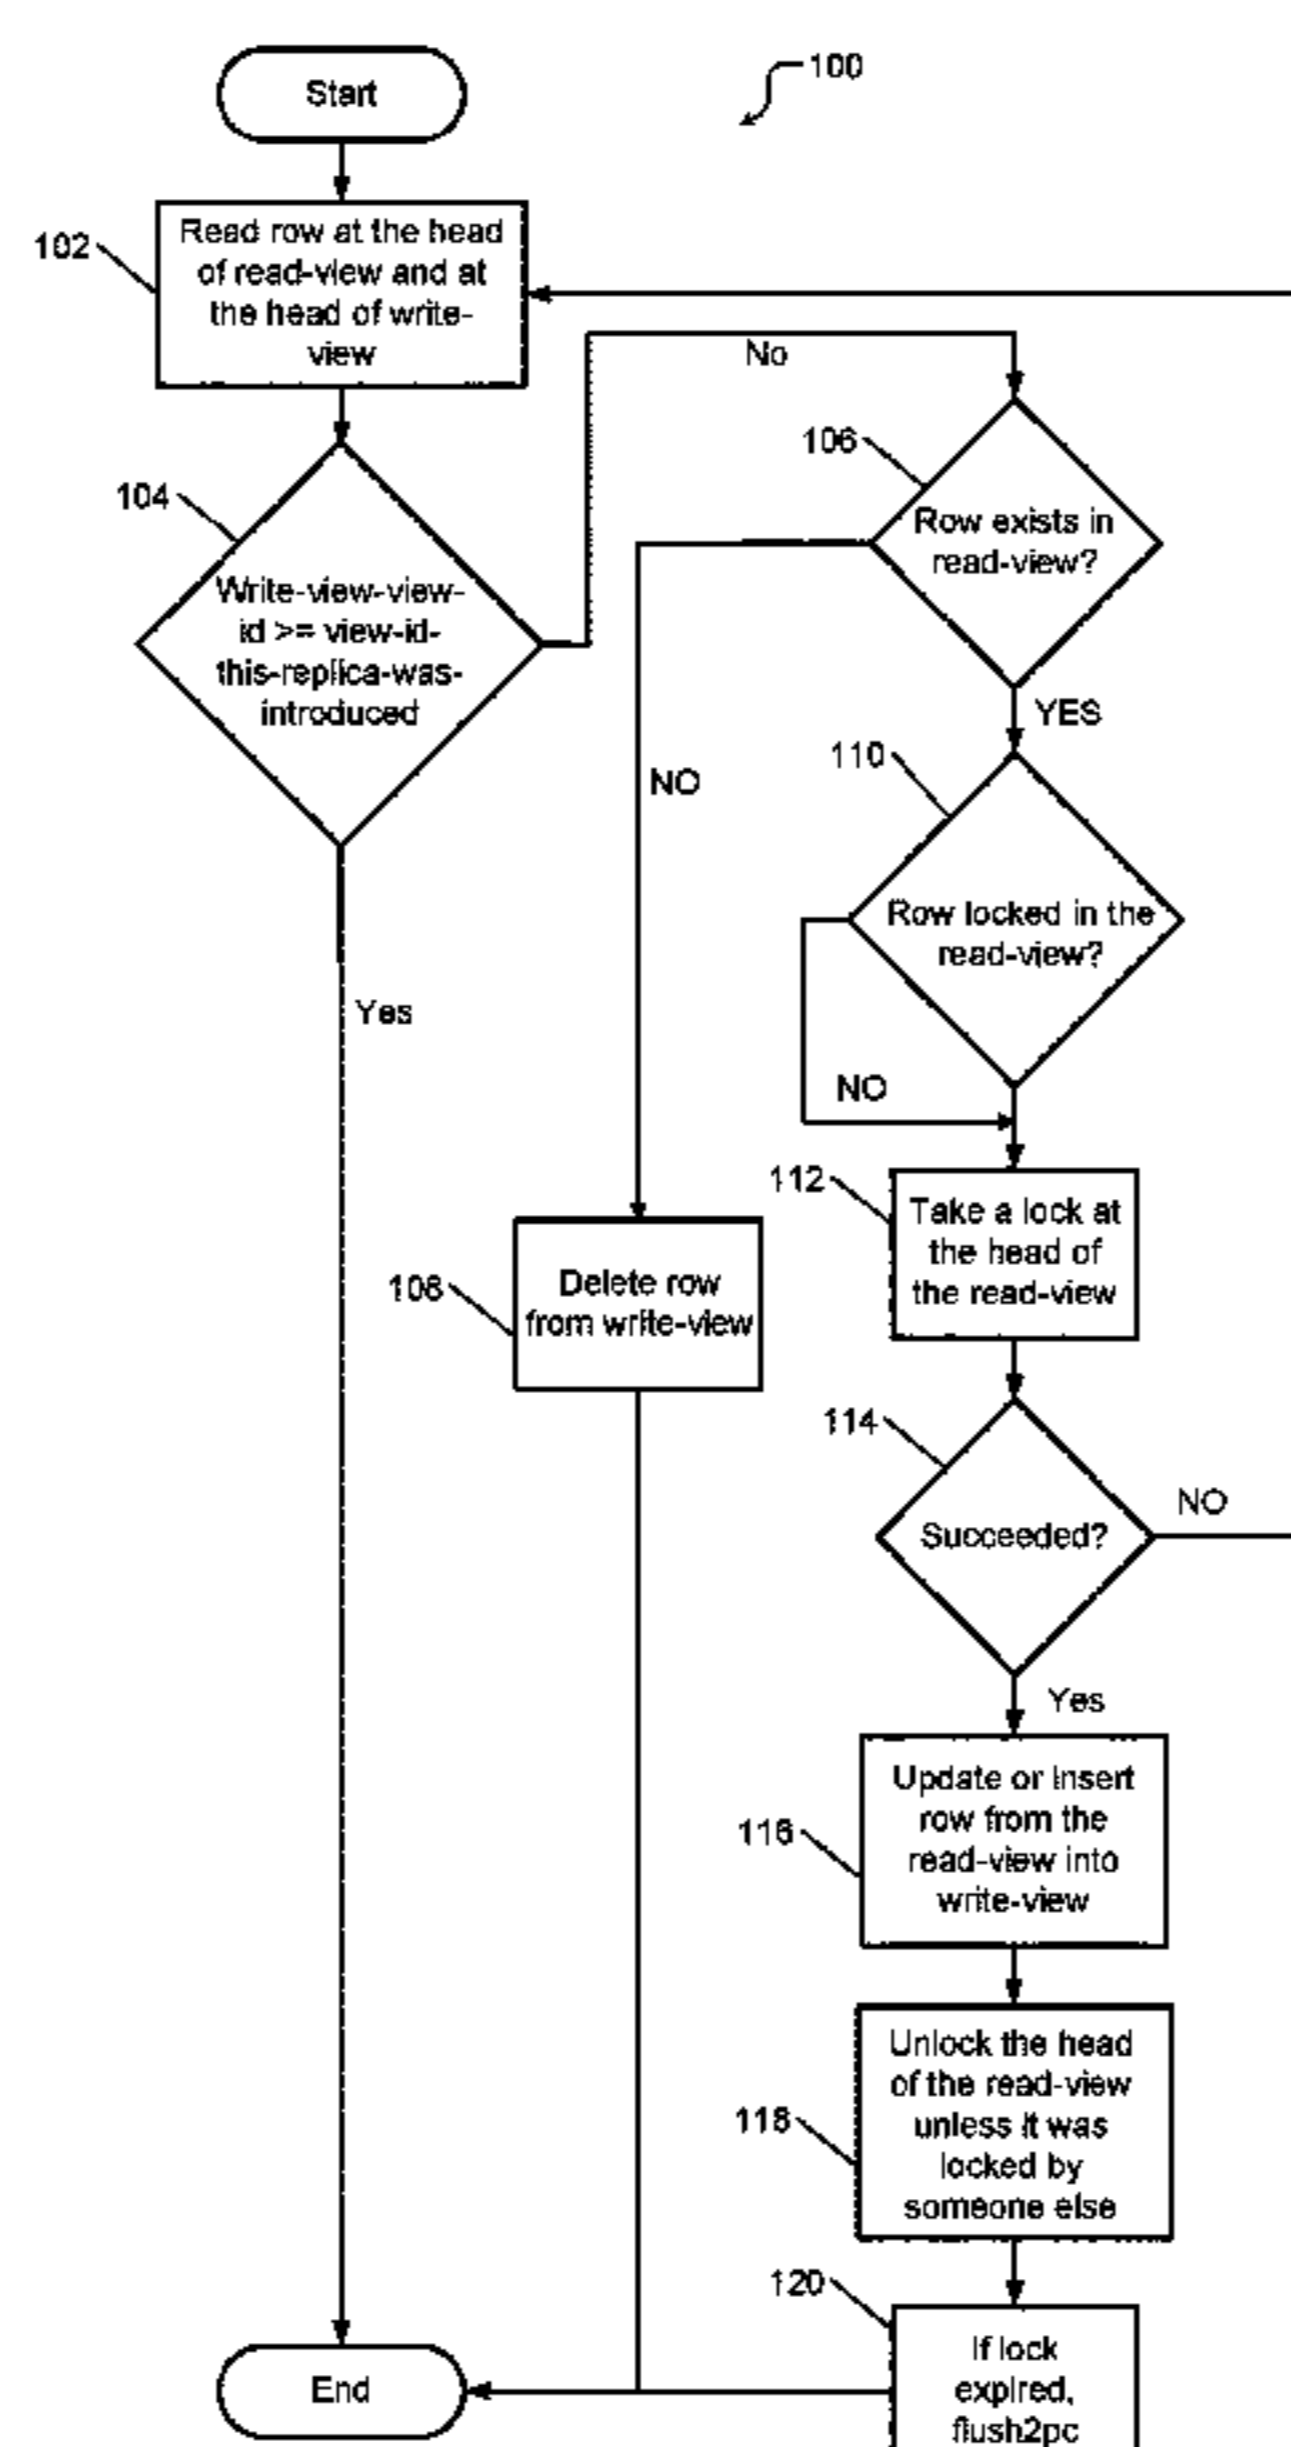 Start
100
102
Read row at the head
of read-view and at
the head of write-
view
No
104
Write-view-view-
id >= view-id-
this-replica-was-
introduced
106
Row exists in
read-view?
YES
NO
110
Row locked in the
read-view?
Yes
NO
112
Take a lock at
the head of
the read-view
108
Delete row
from write-view
114
Succeeded?
NO
Yes
116
Update or insert
row from the
read-view into
write-view
118
Unlock the head
of the read-view
unless it was
locked by
someone else
120
If lock
expired,
flush2pc
End